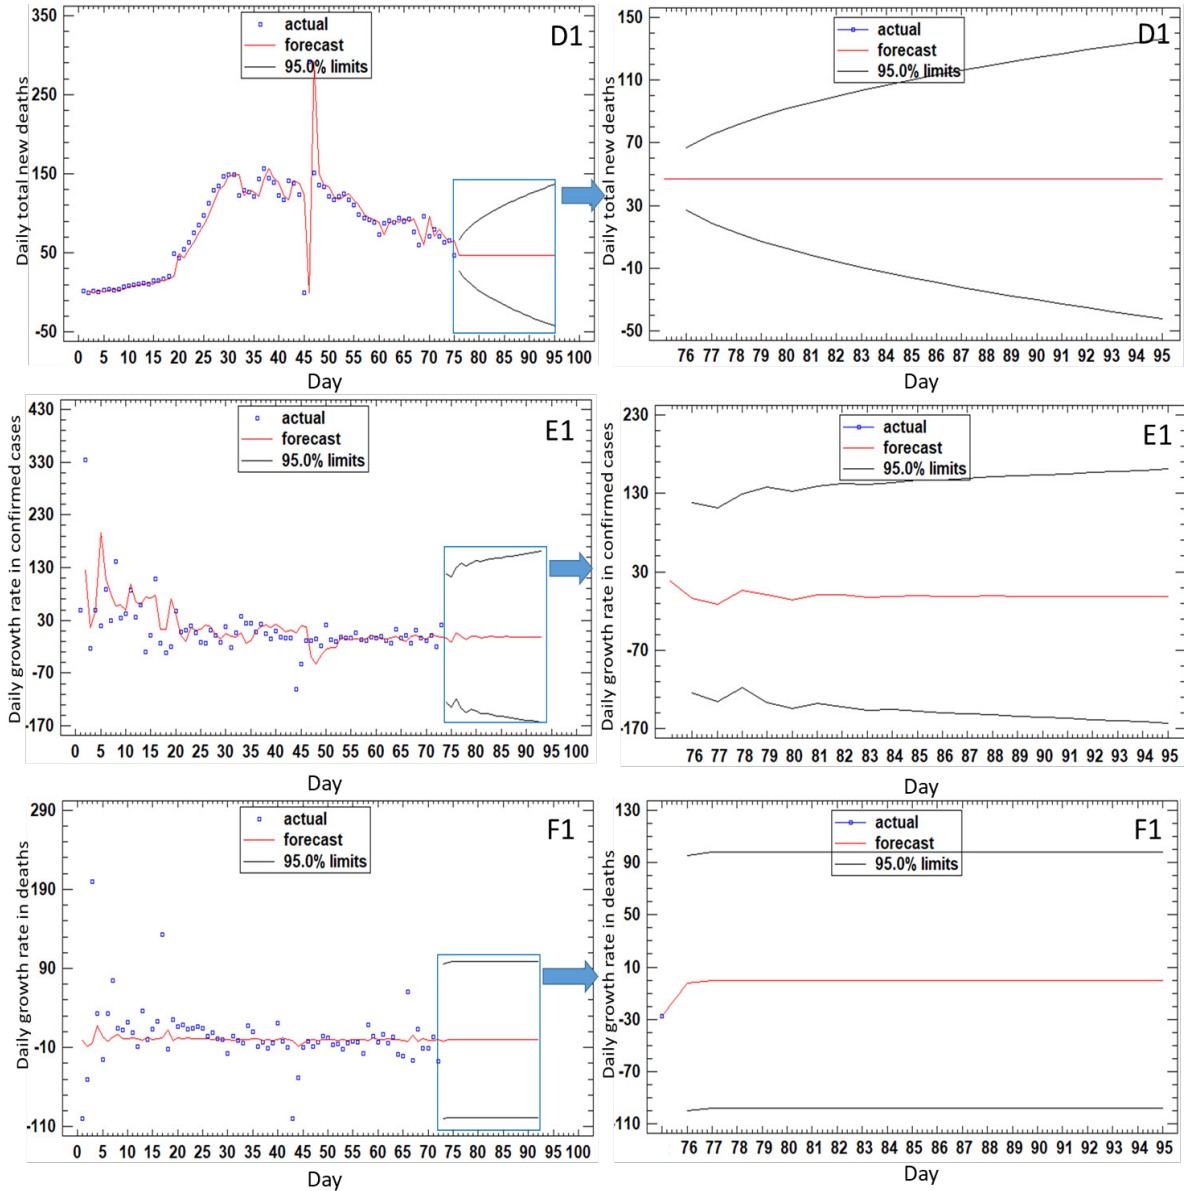 350
250
150
50
-50
Daily total new deaths
actual
forecast
95.0% limits
D1
0 5 10 15 20 25 30 35 40 45 50 55 60 65 70 75 80 85 90 95 100
Day
150
110
70
30
-10
-50
Daily total new deaths
actual
forecast
95.0% limits
D1
76 77 78 79 80 81 82 83 84 85 86 87 88 89 90 91 92 93 94 95
Day
430
330
230
130
30
-70
-170
Daily growth rate in confirmed cases
actual
forecast
95.0% limits
E1
0 5 10 15 20 25 30 35 40 45 50 55 60 65 70 75 80 85 90 95 100
Day
230
130
30
-70
-170
Daily growth rate in confirmed cases
actual
forecast
95.0% limits
E1
76 77 78 79 80 81 82 83 84 85 86 87 88 89 90 91 92 93 94 95
Day
290
190
90
-10
-110
Daily growth rate in deaths
actual
forecast
95.0% limits
F1
0 5 10 15 20 25 30 35 40 45 50 55 60 65 70 75 80 85 90 95 100
Day
130
90
50
10
-30
-70
-110
Daily growth rate in deaths
actual
forecast
95.0% limits
F1
76 77 78 79 80 81 82 83 84 85 86 87 88 89 90 91 92 93 94 95
Day